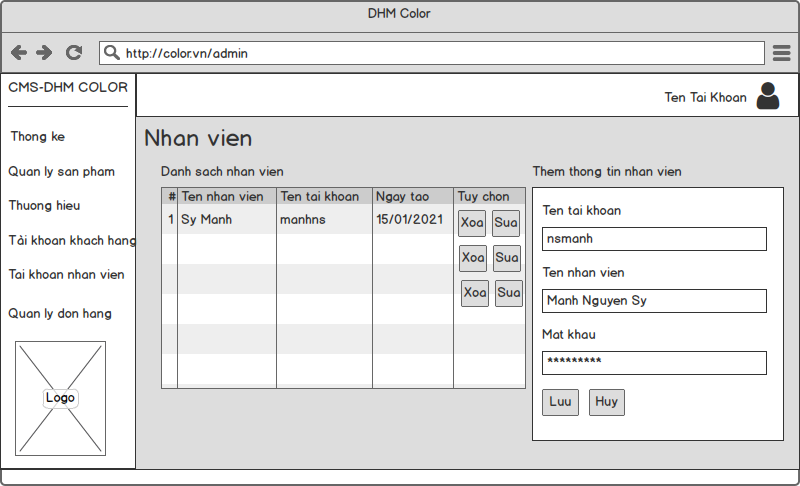 DHM Color
http://color.vn/admin
CMS-DHM COLOR
Ten Tai Khoan
Thong ke
Quan ly san pham
Thuong hieu
Tài khoan khach hang
Tai khoan nhan vien
Quan ly don hang
Logo
Nhan vien
Danh sach nhan vien
# Ten nhan vien Ten tai khoan Ngay tao Tuy chon
1 Sy Manh manhns 15/01/2021 Xoa Sua
Xoa Sua
Xoa Sua
Them thong tin nhan vien
Ten tai khoan
nsmanh
Ten nhan vien
Manh Nguyen Sy
Mat khau
*********
Luu Huy